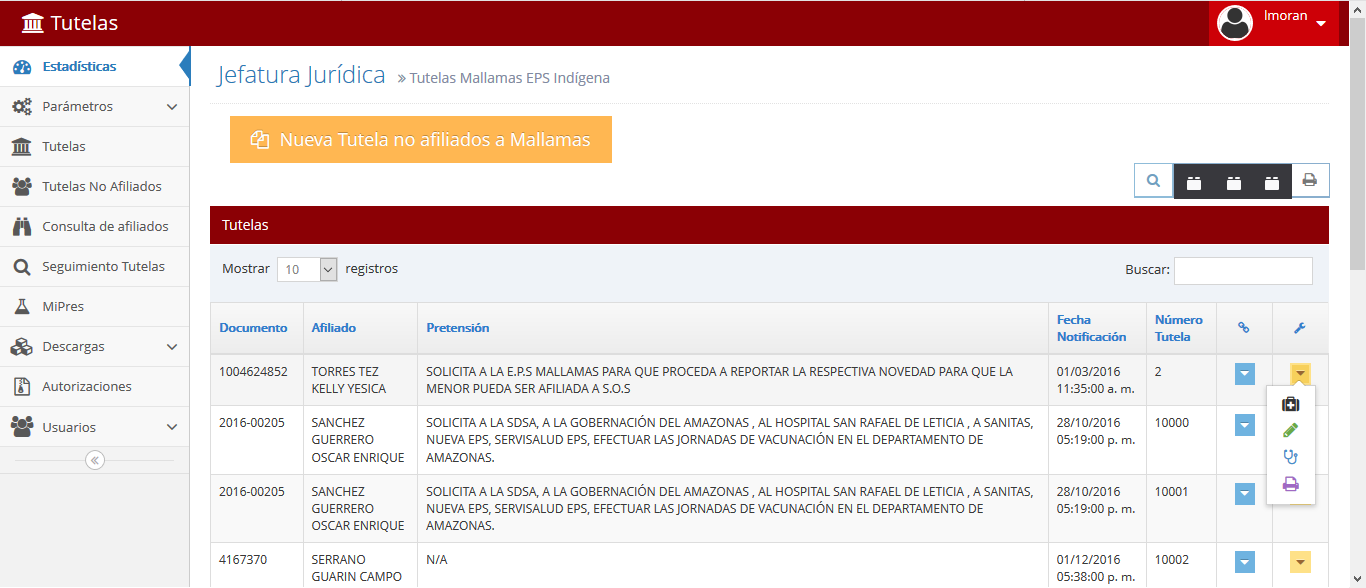 Tutelas
lmoran
Estadísticas
Parámetros
Tutelas
Tutelas No Afiliados
Consulta de afiliados
Seguimiento Tutelas
MiPres
Descargas
Autorizaciones
Usuarios
Jefatura Jurídica » Tutelas Mallamas EPS Indígena
Nueva Tutela no afiliados a Mallamas
Tutelas
Mostrar 10 registros
Buscar:
Documento Afiliado Pretensión Fecha Notificación Número Tutela
1004624852 TORRES TEZ SOLICITA A LA E.P.S MALLAMAS PARA QUE PROCEDA A REPORTAR LA RESPECTIVA NOVEDAD PARA QUE LA 01/03/2016 2
KELLY YESICA MENOR PUEDA SER AFILIADA A S.O.S 11:35:00 a. m.
2016-00205 SANCHEZ SOLICITA A LA SDSA, A LA GOBERNACIÓN DEL AMAZONAS , AL HOSPITAL SAN RAFAEL DE LETICIA , A SANITAS, 28/10/2016 10000
GUERRERO NUEVA EPS, SERVISALUD EPS, EFECTUAR LAS JORNADAS DE VACUNACIÓN EN EL DEPARTAMENTO DE 05:19:00 p. m.
OSCAR ENRIQUE AMAZONAS.
2016-00205 SANCHEZ SOLICITA A LA SDSA, A LA GOBERNACIÓN DEL AMAZONAS , AL HOSPITAL SAN RAFAEL DE LETICIA , A SANITAS, 28/10/2016 10001
GUERRERO NUEVA EPS, SERVISALUD EPS, EFECTUAR LAS JORNADAS DE VACUNACIÓN EN EL DEPARTAMENTO DE 05:19:00 p. m.
OSCAR ENRIQUE AMAZONAS.
4167370 SERRANO N/A 01/12/2016 10002
GUARIN CAMPO 05:38:00 p. m.